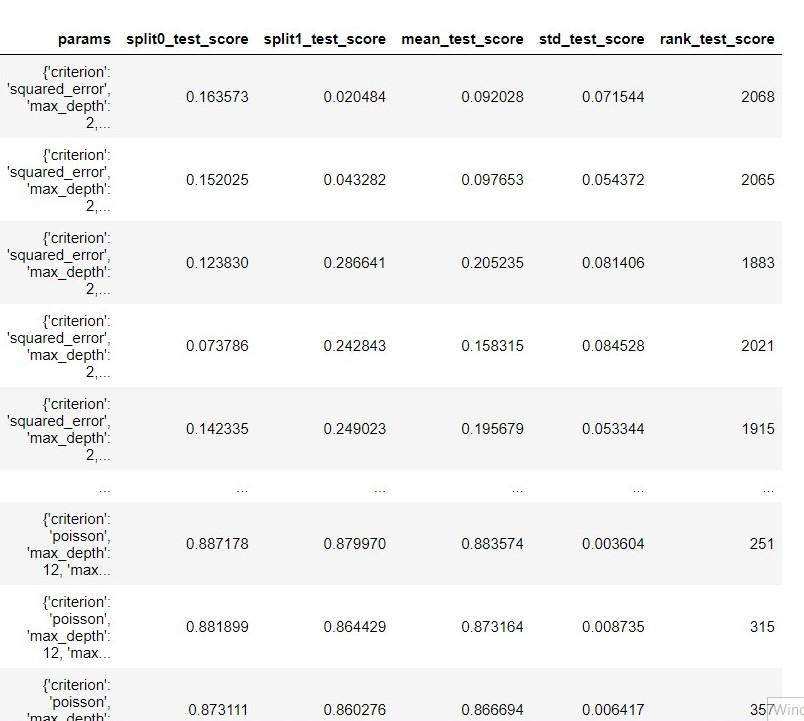 params split0_test_score split1_test_score mean_test_score std_test_score rank_test_score
{'criterion':
'squared_error',
'max_depth':
2,...
0.163573 0.020484 0.092028 0.071544 2068
{'criterion':
'squared_error',
'max_depth':
2,...
0.152025 0.043282 0.097653 0.054372 2065
{'criterion':
'squared_error',
'max_depth':
2,...
0.123830 0.286641 0.205235 0.081406 1883
{'criterion':
'squared_error',
'max_depth':
2,...
0.073786 0.242843 0.158315 0.084528 2021
{'criterion':
'squared_error',
'max_depth':
2,...
0.142335 0.249023 0.195679 0.053344 1915
... ... ... ... ... ...
{'criterion':
'poisson',
'max_depth':
12, 'max...
0.887178 0.879970 0.883574 0.003604 251
{'criterion':
'poisson',
'max_depth':
12, 'max...
0.881899 0.864429 0.873164 0.008735 315
{'criterion':
'poisson',
'max_depth':
0.873111 0.860276 0.866694 0.006417 357
Wind